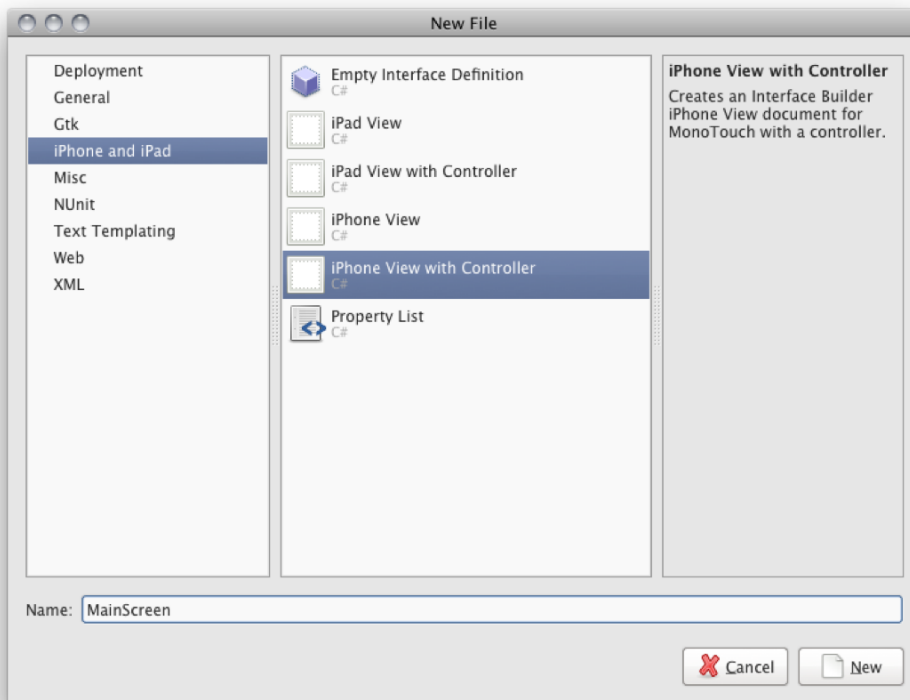 New File
Deployment
General
Gtk
iPhone and iPad
Misc
NUnit
Text Templating
Web
XML
Empty Interface Definition
C#
iPad View
C#
iPad View with Controller
C#
iPhone View
C#
iPhone View with Controller
C#
Property List
C#
iPhone View with Controller
Creates an Interface Builder
iPhone View document for
MonoTouch with a controller.
Name: MainScreen
Cancel
New